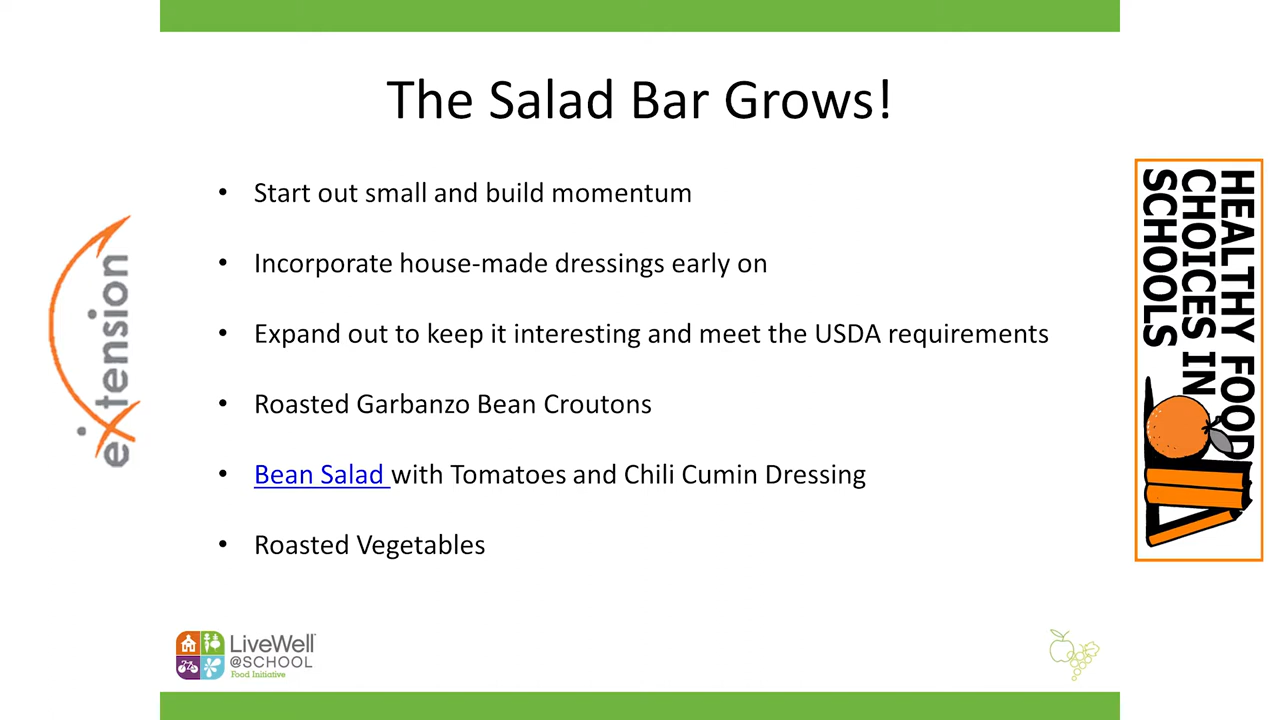 The Salad Bar Grows!
• Start out small and build momentum
• Incorporate house-made dressings early on
• Expand out to keep it interesting and meet the USDA requirements
• Roasted Garbanzo Bean Croutons
• Bean Salad with Tomatoes and Chili Cumin Dressing
• Roasted Vegetables
eXtension
HEALTHY FOOD
CHOICES IN
SCHOOLS
LiveWell
@SCHOOL
Food Initiative